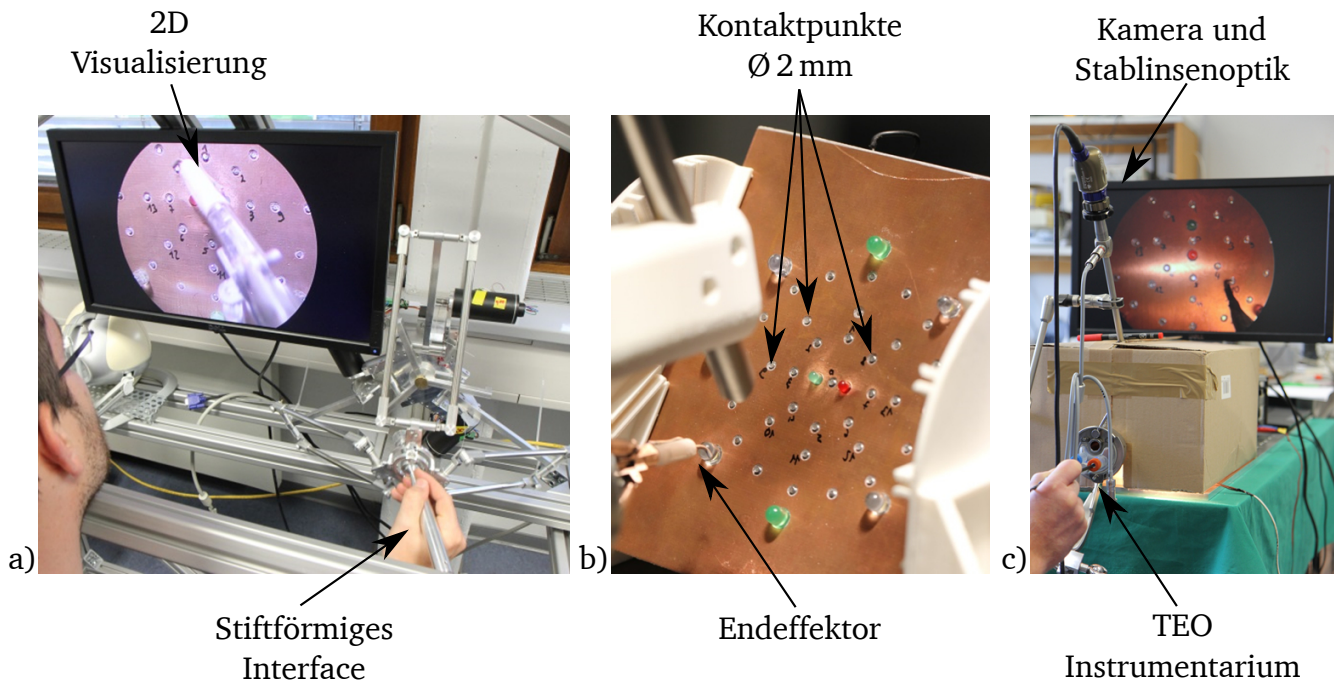 2D
Visualisierung
Kontaktpunkte
Ø 2 mm
Kamera und
Stablinsenoptik
a)
b)
c)
Stiftförmiges
Interface
Endeffektor
TEO
Instrumentarium